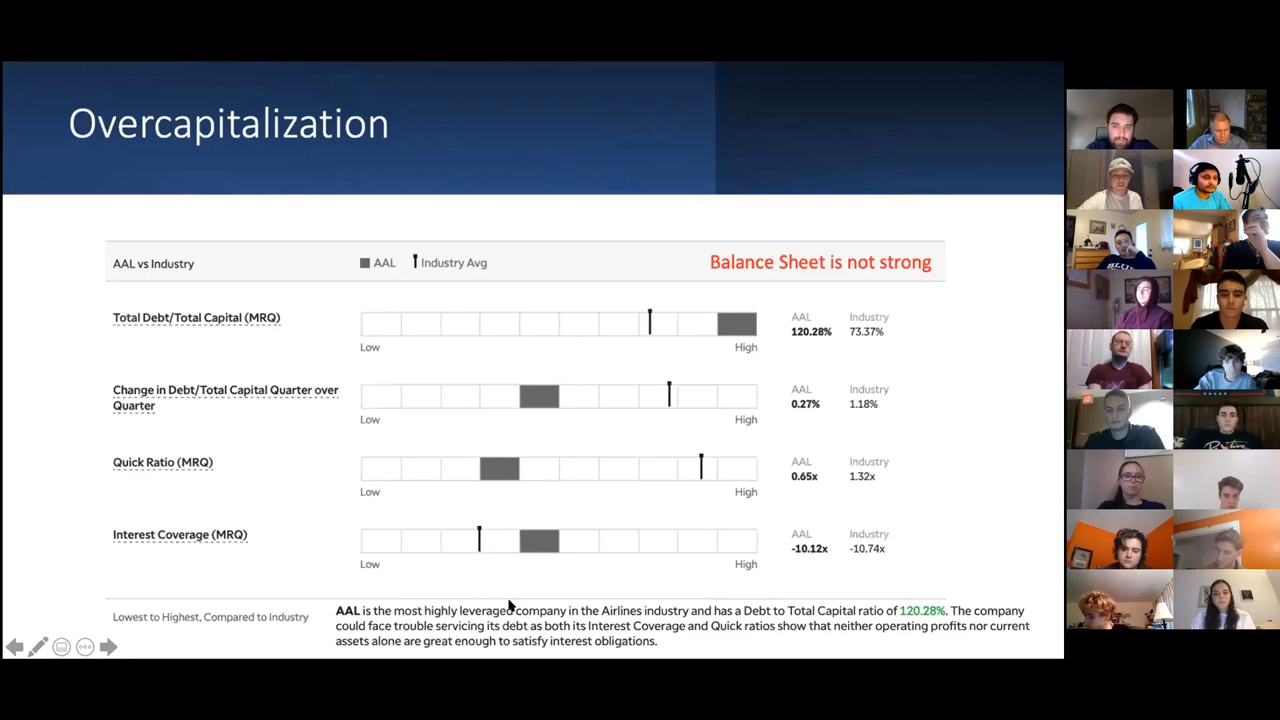 Overcapitalization
AAL vs Industry
AAL
Industry Avg
Balance Sheet is not strong
Total Debt/Total Capital (MRQ)
Low
High
AAL
Industry
120.28%
73.37%
Change in Debt/Total Capital Quarter over
Quarter
Low
High
AAL
Industry
0.27%
1.18%
Quick Ratio (MRQ)
Low
High
AAL
Industry
0.65x
1.32x
Interest Coverage (MRQ)
Low
High
AAL
Industry
-10.12x
-10.74x
Lowest to Highest, Compared to Industry
AAL is the most highly leveraged company in the Airlines industry and has a Debt to Total Capital ratio of 120.28%. The company
could face trouble servicing its debt as both its Interest Coverage and Quick ratios show that neither operating profits nor current
assets alone are great enough to satisfy interest obligations.